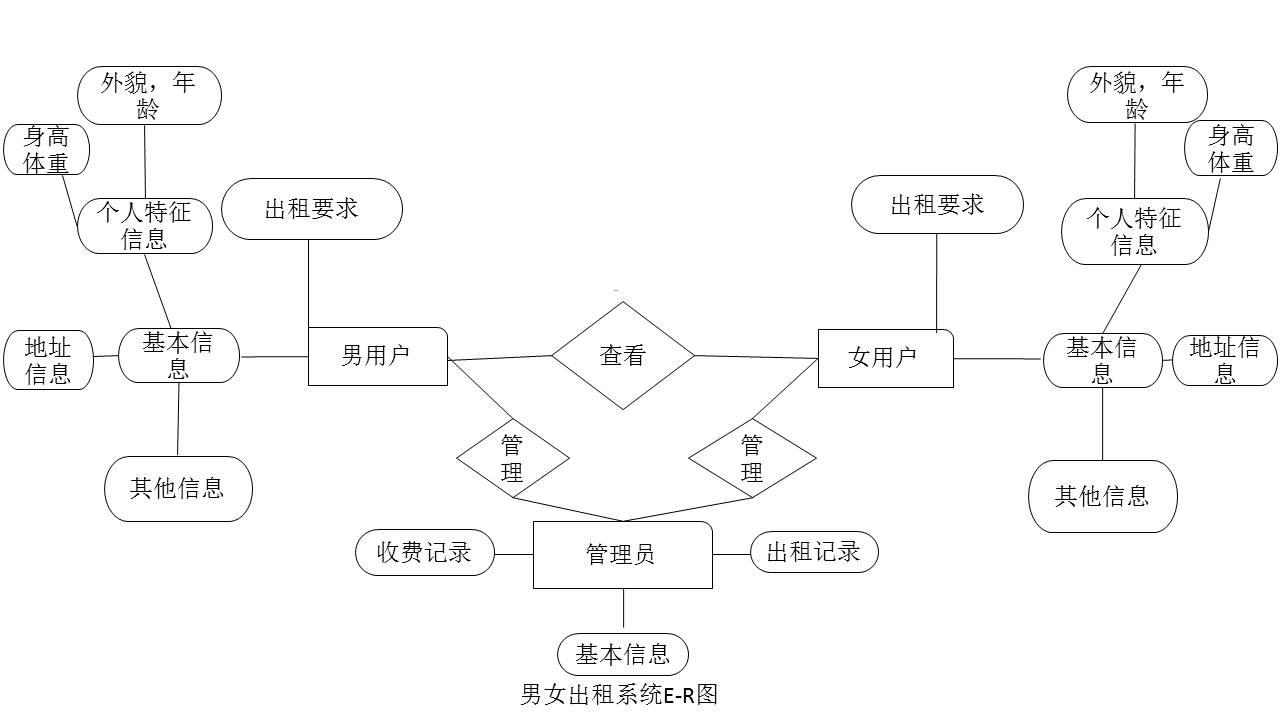 外貌，年
龄
身高
体重
个人特征
信息
出租要求
地址
信息
基本信
息
男用户
其他信息
查看
管
理
管
理
外貌，年
龄
身高
体重
个人特征
信息
出租要求
女用户
基本信
息
地址信
息
其他信息
收费记录
管理员
出租记录
基本信息
男女出租系统E-R图